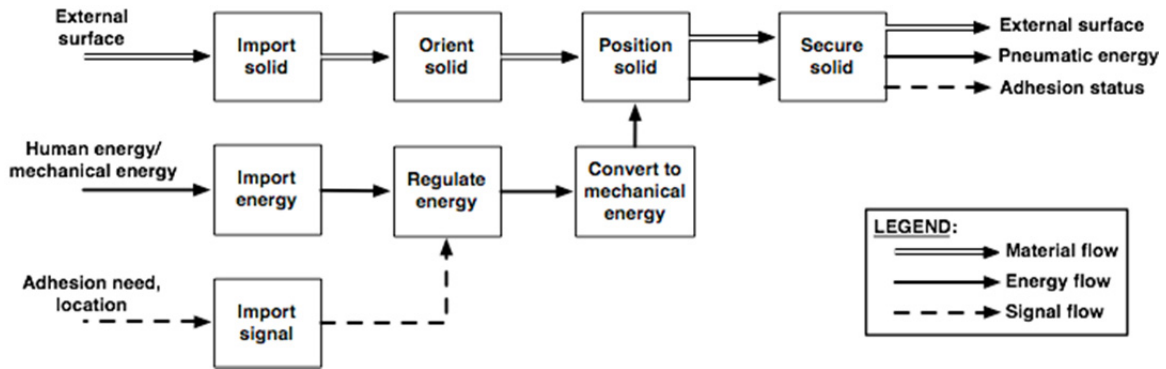 External
surface
Import
solid
Orient
solid
Position
solid
Secure
solid
External surface
Pneumatic energy
Adhesion status
Human energy/
mechanical energy
Import
energy
Regulate
energy
Convert to
mechanical
energy
Adhesion need,
location
Import
signal
LEGEND:
Material flow
Energy flow
Signal flow